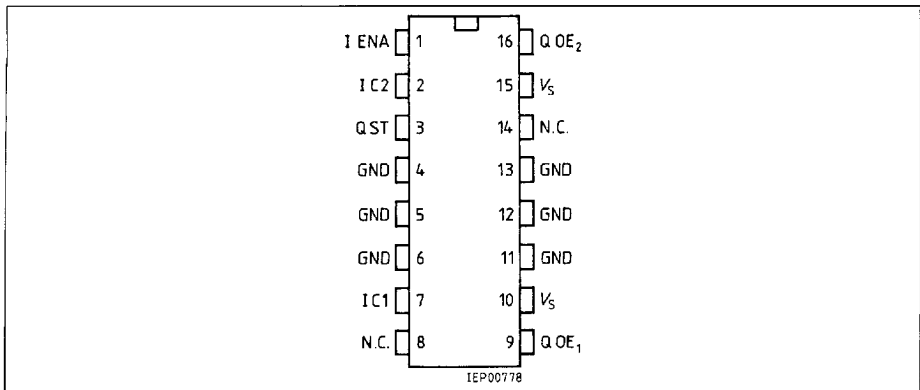 I ENA 1 16 Q OE₂
I C2 2 15 Vₛ
QST 3 14 N.C.
GND 4 13 GND
GND 5 12 GND
GND 6 11 GND
I C1 7 10 Vₛ
N.C. 8 9 Q OE₁
IEP00778